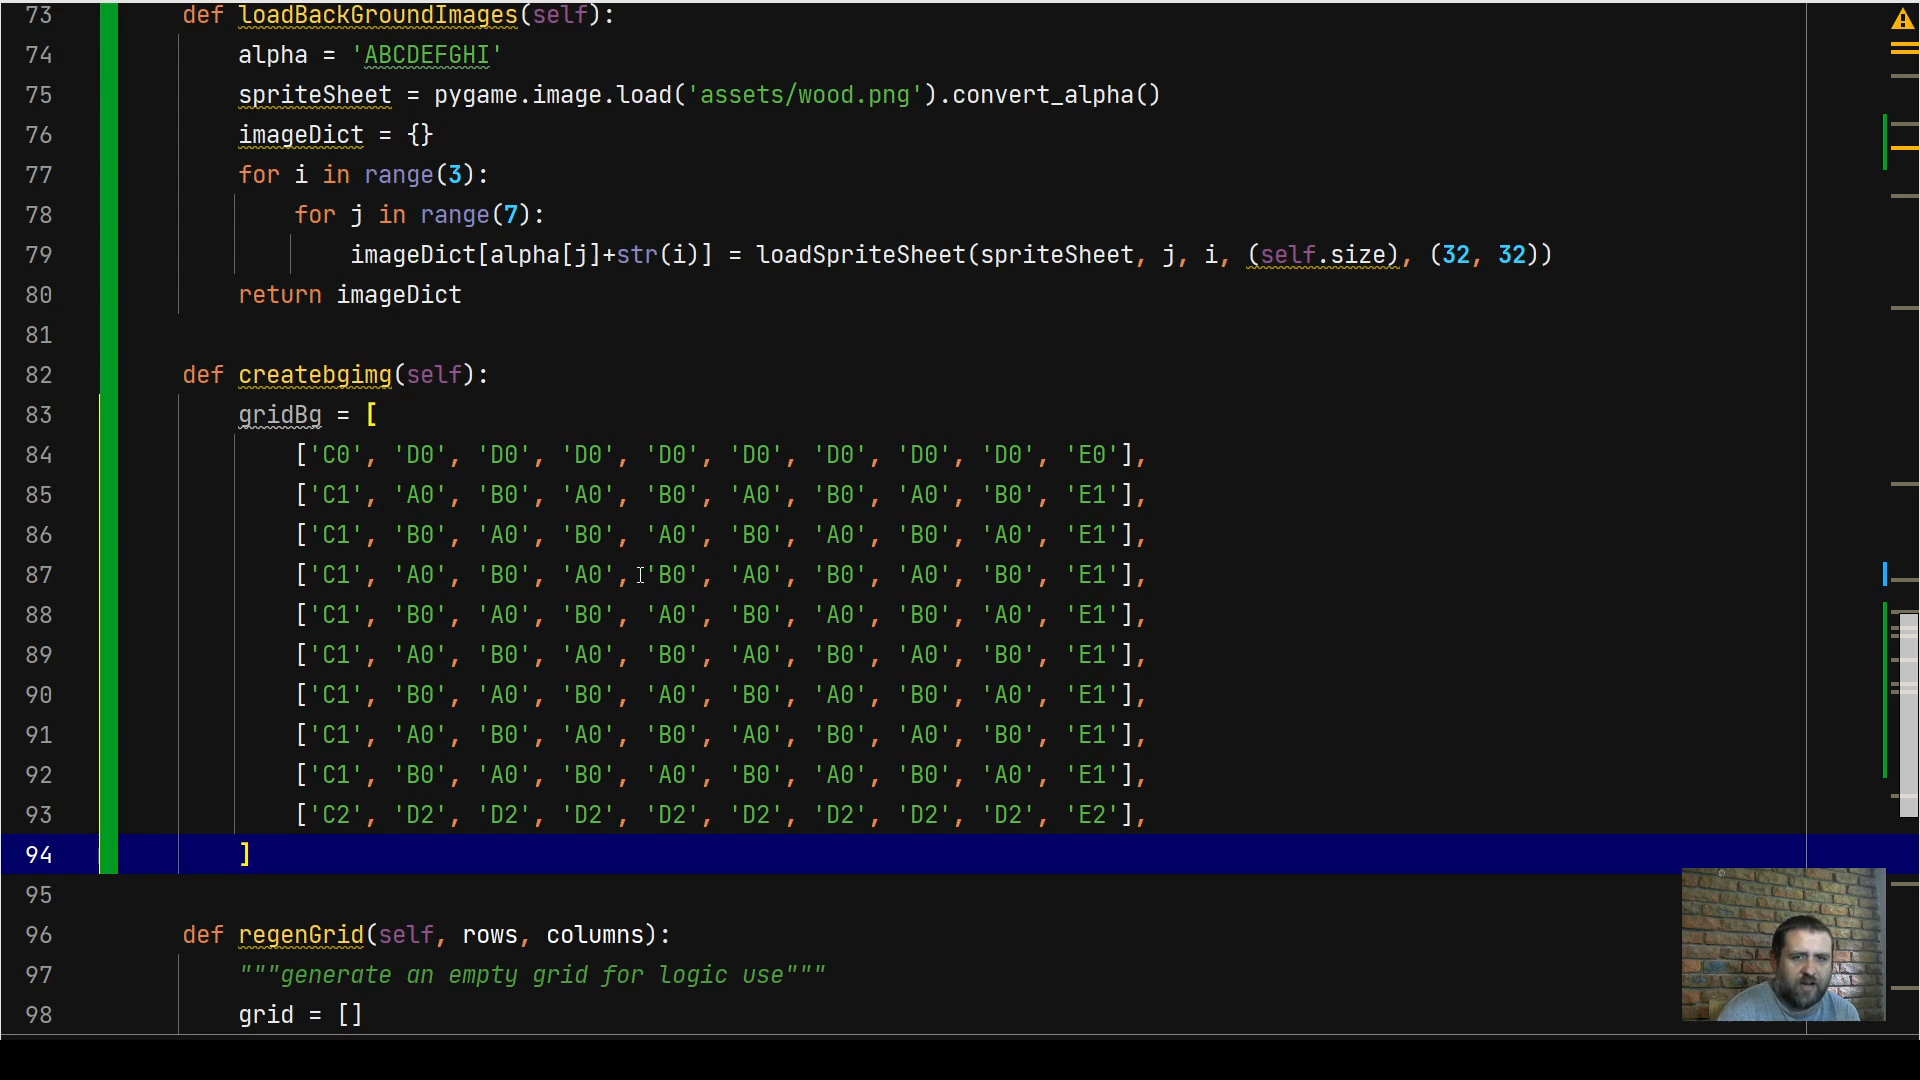 73 def loadBackGroundImages(self):
74 alpha = 'ABCDEFGHI'
75 spriteSheet = pygame.image.load('assets/wood.png').convert_alpha()
76 imageDict = {}
77 for i in range(3):
78 for j in range(7):
79 imageDict[alpha[j]+str(i)] = loadSpriteSheet(spriteSheet, j, i, (self.size), (32, 32))
80 return imageDict
81
82 def createbgimg(self):
83 gridBg = [
84 ['C0', 'D0', 'D0', 'D0', 'D0', 'D0', 'D0', 'D0', 'D0', 'E0'],
85 ['C1', 'A0', 'B0', 'A0', 'B0', 'A0', 'B0', 'A0', 'B0', 'E1'],
86 ['C1', 'B0', 'A0', 'B0', 'A0', 'B0', 'A0', 'B0', 'A0', 'E1'],
87 ['C1', 'A0', 'B0', 'A0', 'B0', 'A0', 'B0', 'A0', 'B0', 'E1'],
88 ['C1', 'B0', 'A0', 'B0', 'A0', 'B0', 'A0', 'B0', 'A0', 'E1'],
89 ['C1', 'A0', 'B0', 'A0', 'B0', 'A0', 'B0', 'A0', 'B0', 'E1'],
90 ['C1', 'B0', 'A0', 'B0', 'A0', 'B0', 'A0', 'B0', 'A0', 'E1'],
91 ['C1', 'A0', 'B0', 'A0', 'B0', 'A0', 'B0', 'A0', 'B0', 'E1'],
92 ['C1', 'B0', 'A0', 'B0', 'A0', 'B0', 'A0', 'B0', 'A0', 'E1'],
93 ['C2', 'D2', 'D2', 'D2', 'D2', 'D2', 'D2', 'D2', 'D2', 'E2'],
94 ]
95
96 def regenGrid(self, rows, columns):
97 """generate an empty grid for logic use"""
98 grid = []